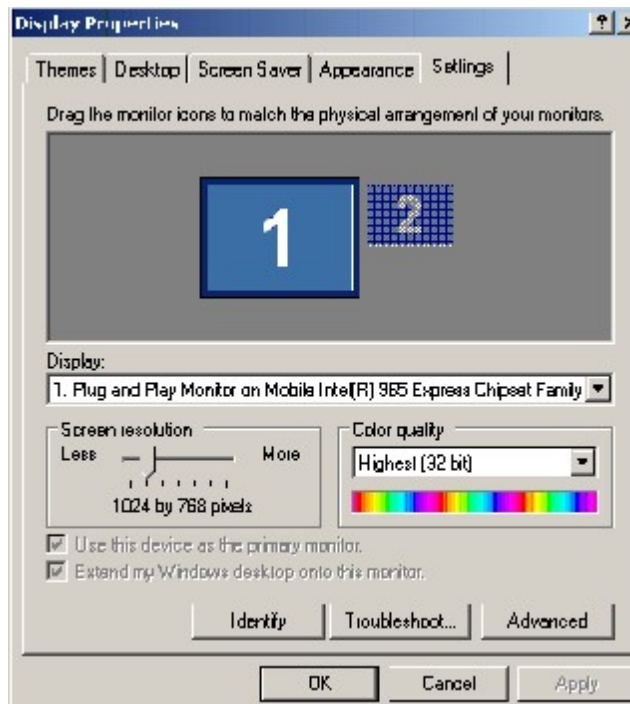 Display Properties
Themes Desktop Screen Saver Appearance Settings
Drag the monitor icons to match the physical arrangement of your monitors.
1 2
Display:
1. Plug and Play Monitor on Mobile Intel(R) 965 Express Chipset Family
Screen resolution
Less More
1024 by 768 pixels
Color quality
Highest (32 bit)
Use this device as the primary monitor.
Extend my Windows desktop onto this monitor.
Identify Troubleshoot... Advanced
OK Cancel Apply